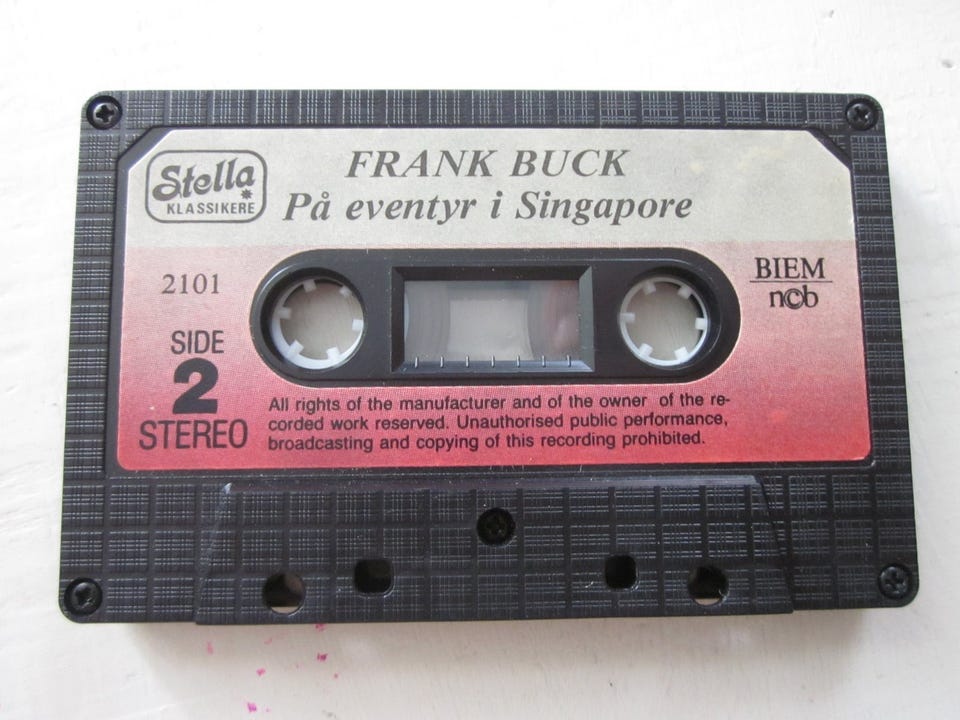 Stella
KLASSIKERE
FRANK BUCK
På eventyr i Singapore
2101
BIEM
n©b
SIDE
2
STEREO
All rights of the manufacturer and of the owner of the re-
corded work reserved. Unauthorised public performance,
broadcasting and copying of this recording prohibited.